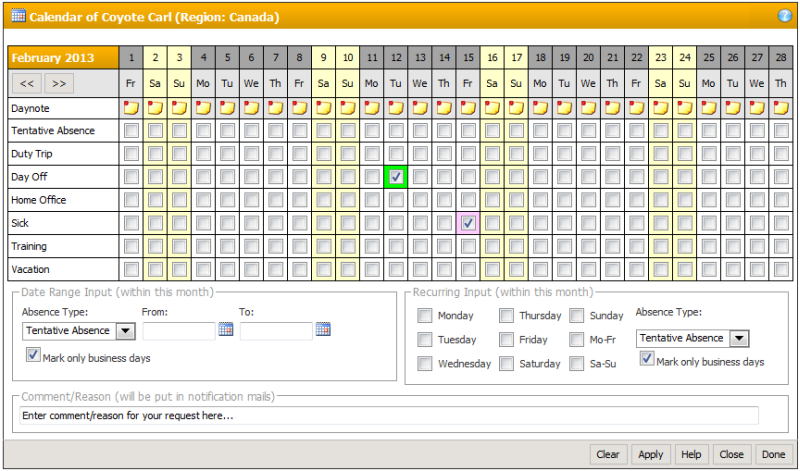 Calendar of Coyote Carl (Region: Canada)
?
February 2013 1 2 3 4 5 6 7 8 9 10 11 12 13 14 15 16 17 18 19 20 21 22 23 24 25 26 27 28
<< >> Fr Sa Su Mo Tu We Th Fr Sa Su Mo Tu We Th Fr Sa Su Mo Tu We Th Fr Sa Su Mo Tu We Th
Daynote
Tentative Absence
Duty Trip
Day Off
Home Office
Sick
Training
Vacation
Date Range Input (within this month)
Absence Type: From: To:
Tentative Absence
Mark only business days
Recurring Input (within this month)
Monday Thursday Sunday Absence Type:
Tuesday Friday Mo-Fr Tentative Absence
Wednesday Saturday Sa-Su Mark only business days
Comment/Reason (will be put in notification mails)
Enter comment/reason for your request here...
Clear Apply Help Close Done